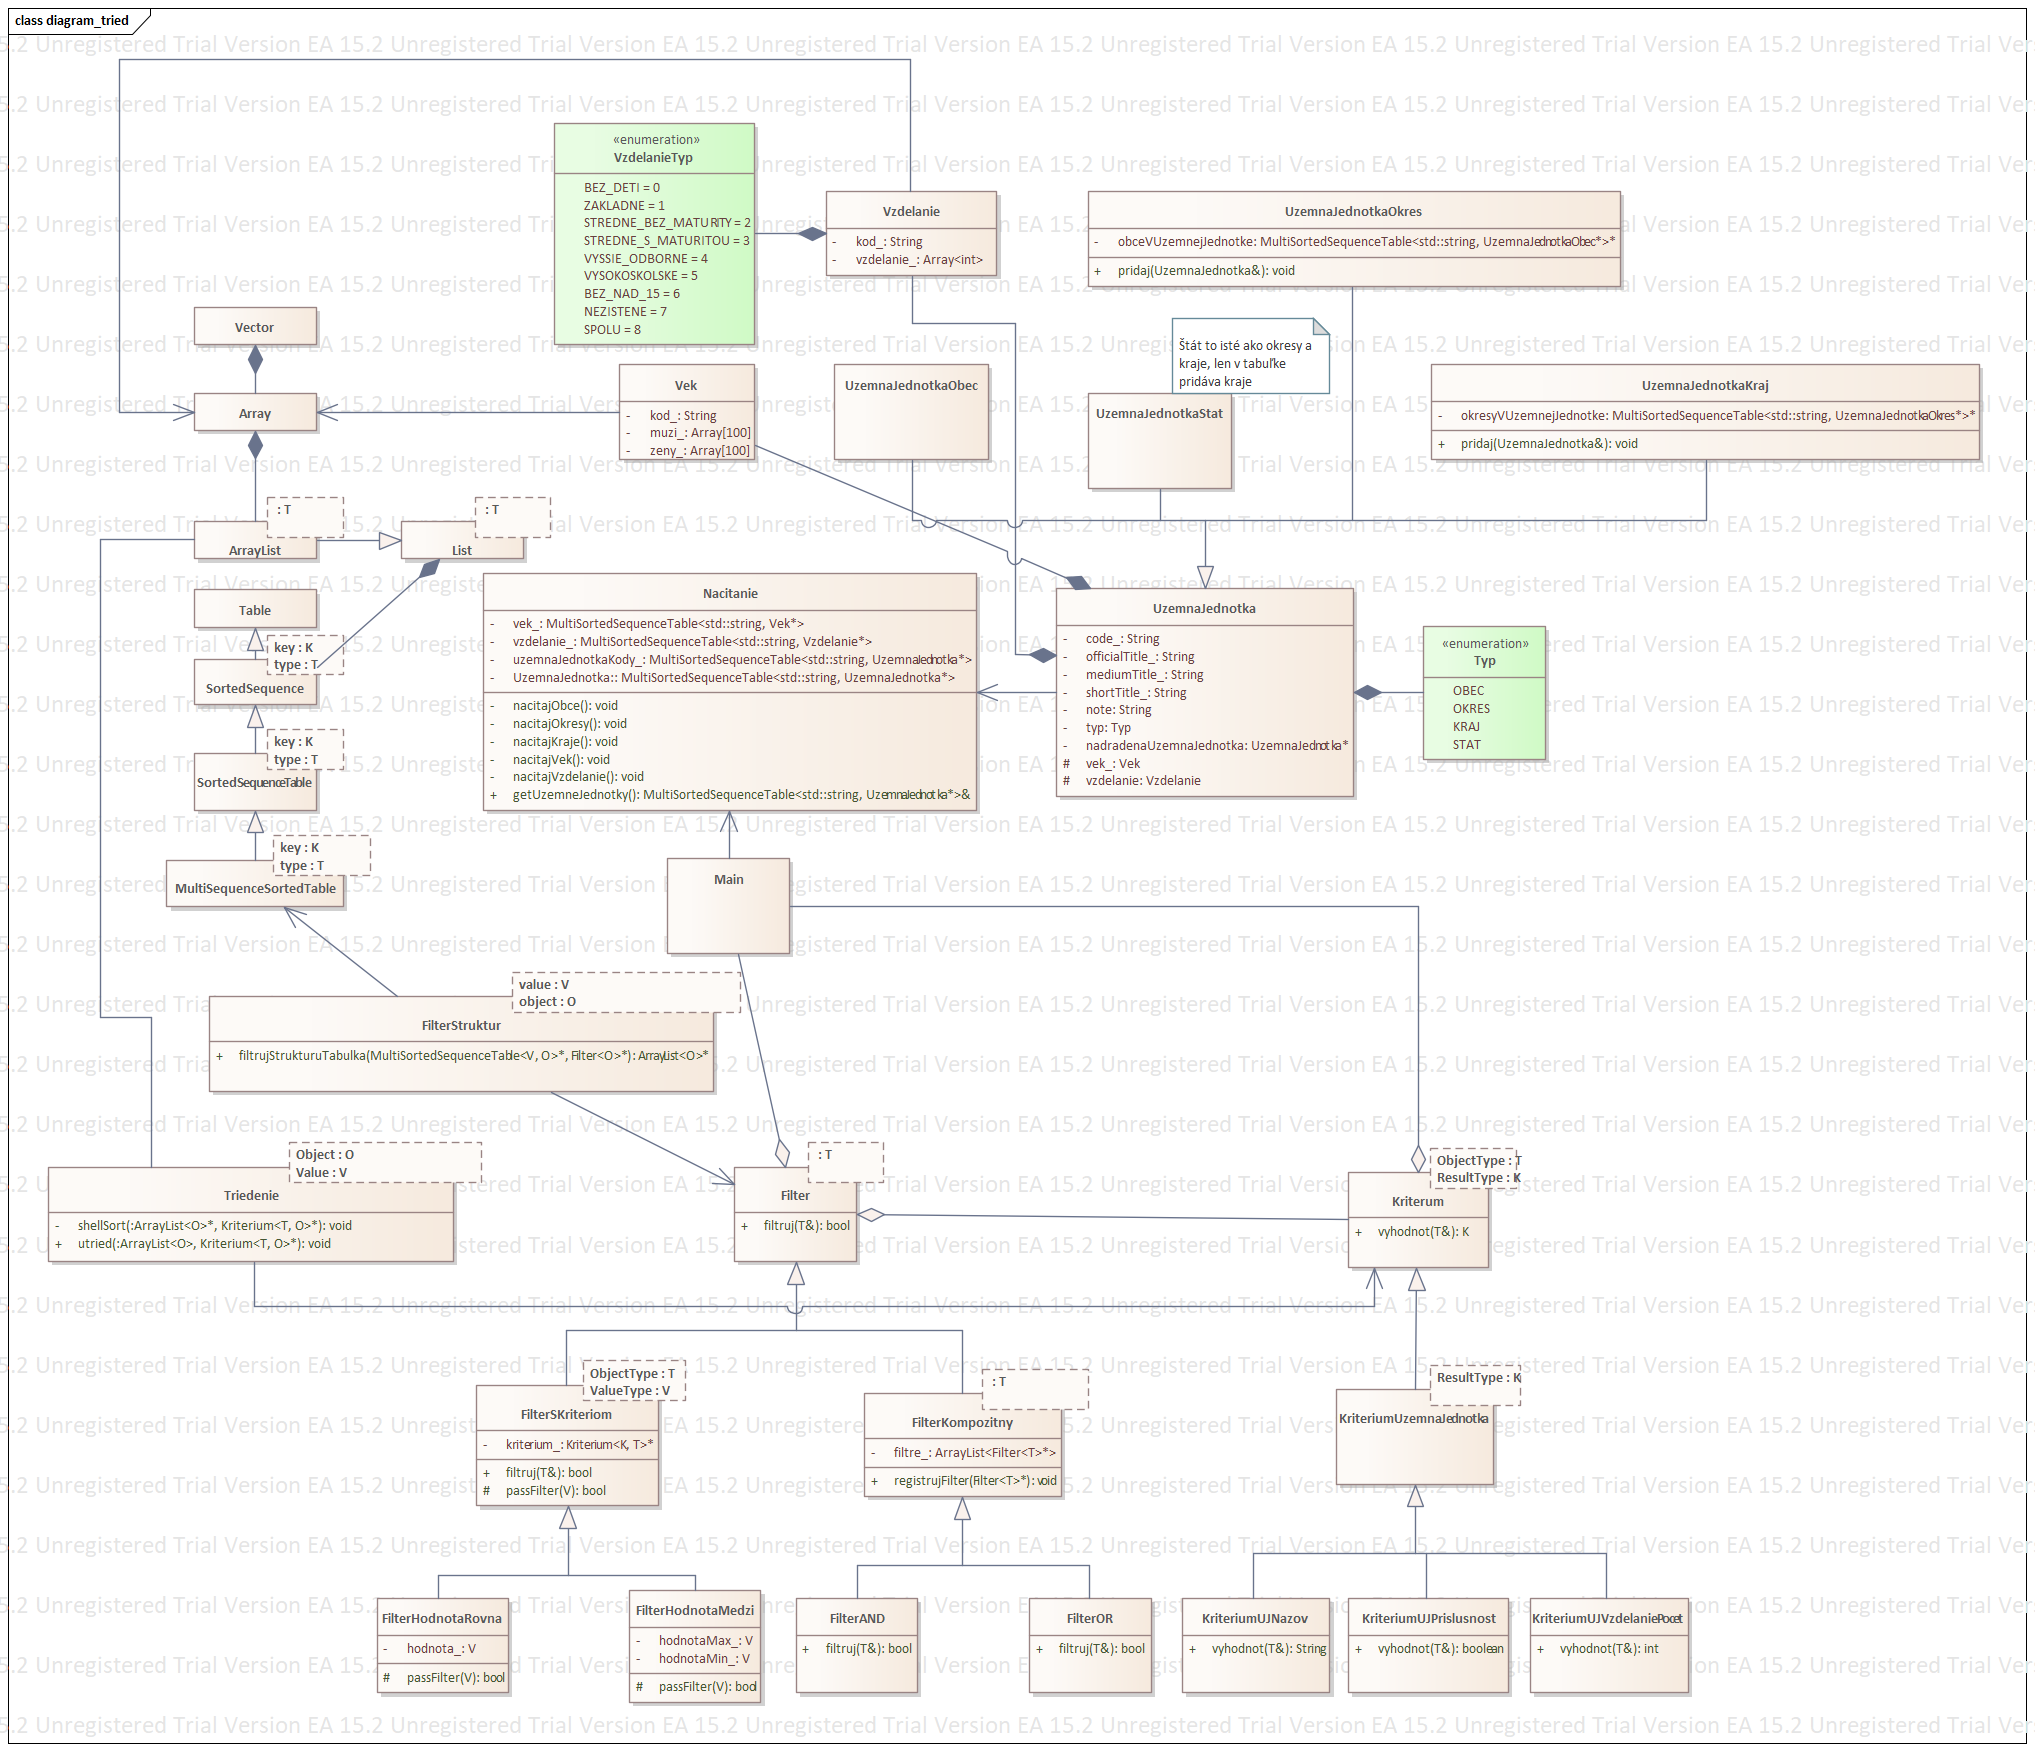 class diagram_tried
«enumeration»
VzdelanieTyp
BEZ_DETI = 0
ZAKLADNE = 1
STREDNE_BEZ_MATURITY = 2
STREDNE_S_MATURITOU = 3
VYSSIE_ODBORNE = 4
VYSOKOSKOLSKE = 5
BEZ_NAD_15 = 6
NEZISTENE = 7
SPOLU = 8
Vzdelanie
- kod_: String
- vzdelanie_: Array<int>
UzemnaJednotkaOkres
- obceVUzemnejJednotke: MultiSortedSequenceTable<std::string, UzemnaJednotkaObec*>*
+ pridaj(UzemnaJednotka&): void
Vector
Array
Vek
- kod_: String
- muzi_: Array[100]
- zeny_: Array[100]
UzemnaJednotkaObec
Štát to isté ako okresy a
kraje, len v tabuľke
pridáva kraje
UzemnaJednotkaStat
UzemnaJednotkaKraj
- okresyVUzemnejJednotke: MultiSortedSequenceTable<std::string, UzemnaJednotkaOkres*>*
+ pridaj(UzemnaJednotka&): void
: T
ArrayList
: T
List
Table
key : K
type : T
SortedSequence
key : K
type : T
SortedSequenceTable
key : K
type : T
MultiSequenceSortedTable
Nacitanie
- vek_: MultiSortedSequenceTable<std::string, Vek*>
- vzdelanie_: MultiSortedSequenceTable<std::string, Vzdelanie*>
- uzemnaJednotkaKody_: MultiSortedSequenceTable<std::string, UzemnaJednotka*>
- UzemnaJednotka:: MultiSortedSequenceTable<std::string, UzemnaJednotka*>
- nacitajObce(): void
- nacitajOkresy(): void
- nacitajKraje(): void
- nacitajVek(): void
- nacitajVzdelanie(): void
+ getUzemneJednotky(): MultiSortedSequenceTable<std::string, UzemnaJednotka*>&
UzemnaJednotka
- code_: String
- officialTitle_: String
- mediumTitle_: String
- shortTitle_: String
- note: String
- typ: Typ
- nadradenaUzemnaJednotka: UzemnaJednotka*
# vek_: Vek
# vzdelanie: Vzdelanie
«enumeration»
Typ
OBEC
OKRES
KRAJ
STAT
Main
value : V
object : O
FilterStruktur
+ filtrujStrukturuTabulka(MultiSortedSequenceTable<V, O>*, Filter<O>*): ArrayList<O>*
Object : O
Value : V
Triedenie
- shellSort(:ArrayList<O>*, Kriterium<T, O>*): void
+ utried(:ArrayList<O>, Kriterium<T, O>*): void
: T
Filter
+ filtruj(T&): bool
ObjectType : T
ResultType : K
Kriterum
+ vyhodnot(T&): K
ObjectType : T
ValueType : V
FilterSKriteriom
- kriterium_: Kriterium<K, T>*
+ filtruj(T&): bool
# passFilter(V): bool
: T
FilterKompozitny
- filtre_: ArrayList<Filter<T>*>
+ registrujFilter(Filter<T>*): void
ResultType : K
KriteriumUzemnaJednotka
FilterHodnotaRovna
- hodnota_: V
# passFilter(V): bool
FilterHodnotaMedzi
- hodnotaMax_: V
- hodnotaMin_: V
# passFilter(V): bool
FilterAND
+ filtruj(T&): bool
FilterOR
+ filtruj(T&): bool
KriteriumUJNazov
+ vyhodnot(T&): String
KriteriumUJPrislusnost
+ vyhodnot(T&): boolean
KriteriumUJVzdelaniePocet
+ vyhodnot(T&): int